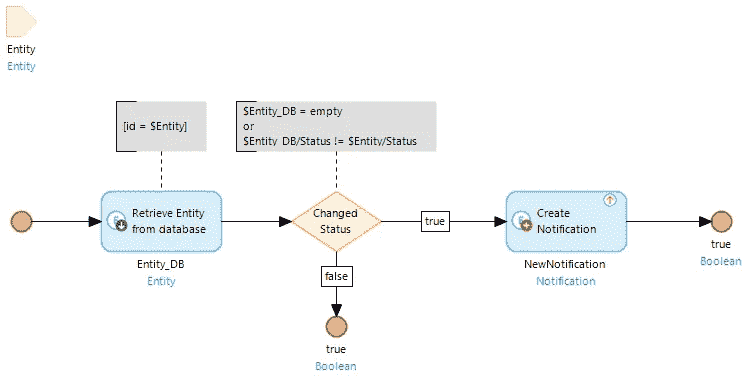 Entity
Entity
[id = $Entity]
$Entity_DB = empty
or
$Entity_DB/Status != $Entity/Status
Retrieve Entity
from database
Entity_DB
Entity
Changed
Status
true
false
Create
Notification
NewNotification
Notification
true
Boolean
true
Boolean